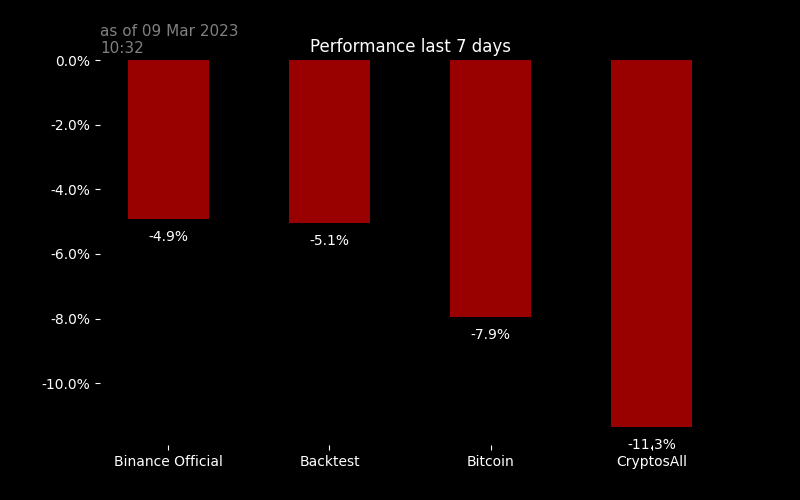 as of 09 Mar 2023
10:32
Performance last 7 days
0.0%
-2.0%
-4.0%
-6.0%
-8.0%
-10.0%
-4.9%
-5.1%
-7.9%
-11.3%
Binance Official
Backtest
Bitcoin
CryptosAll